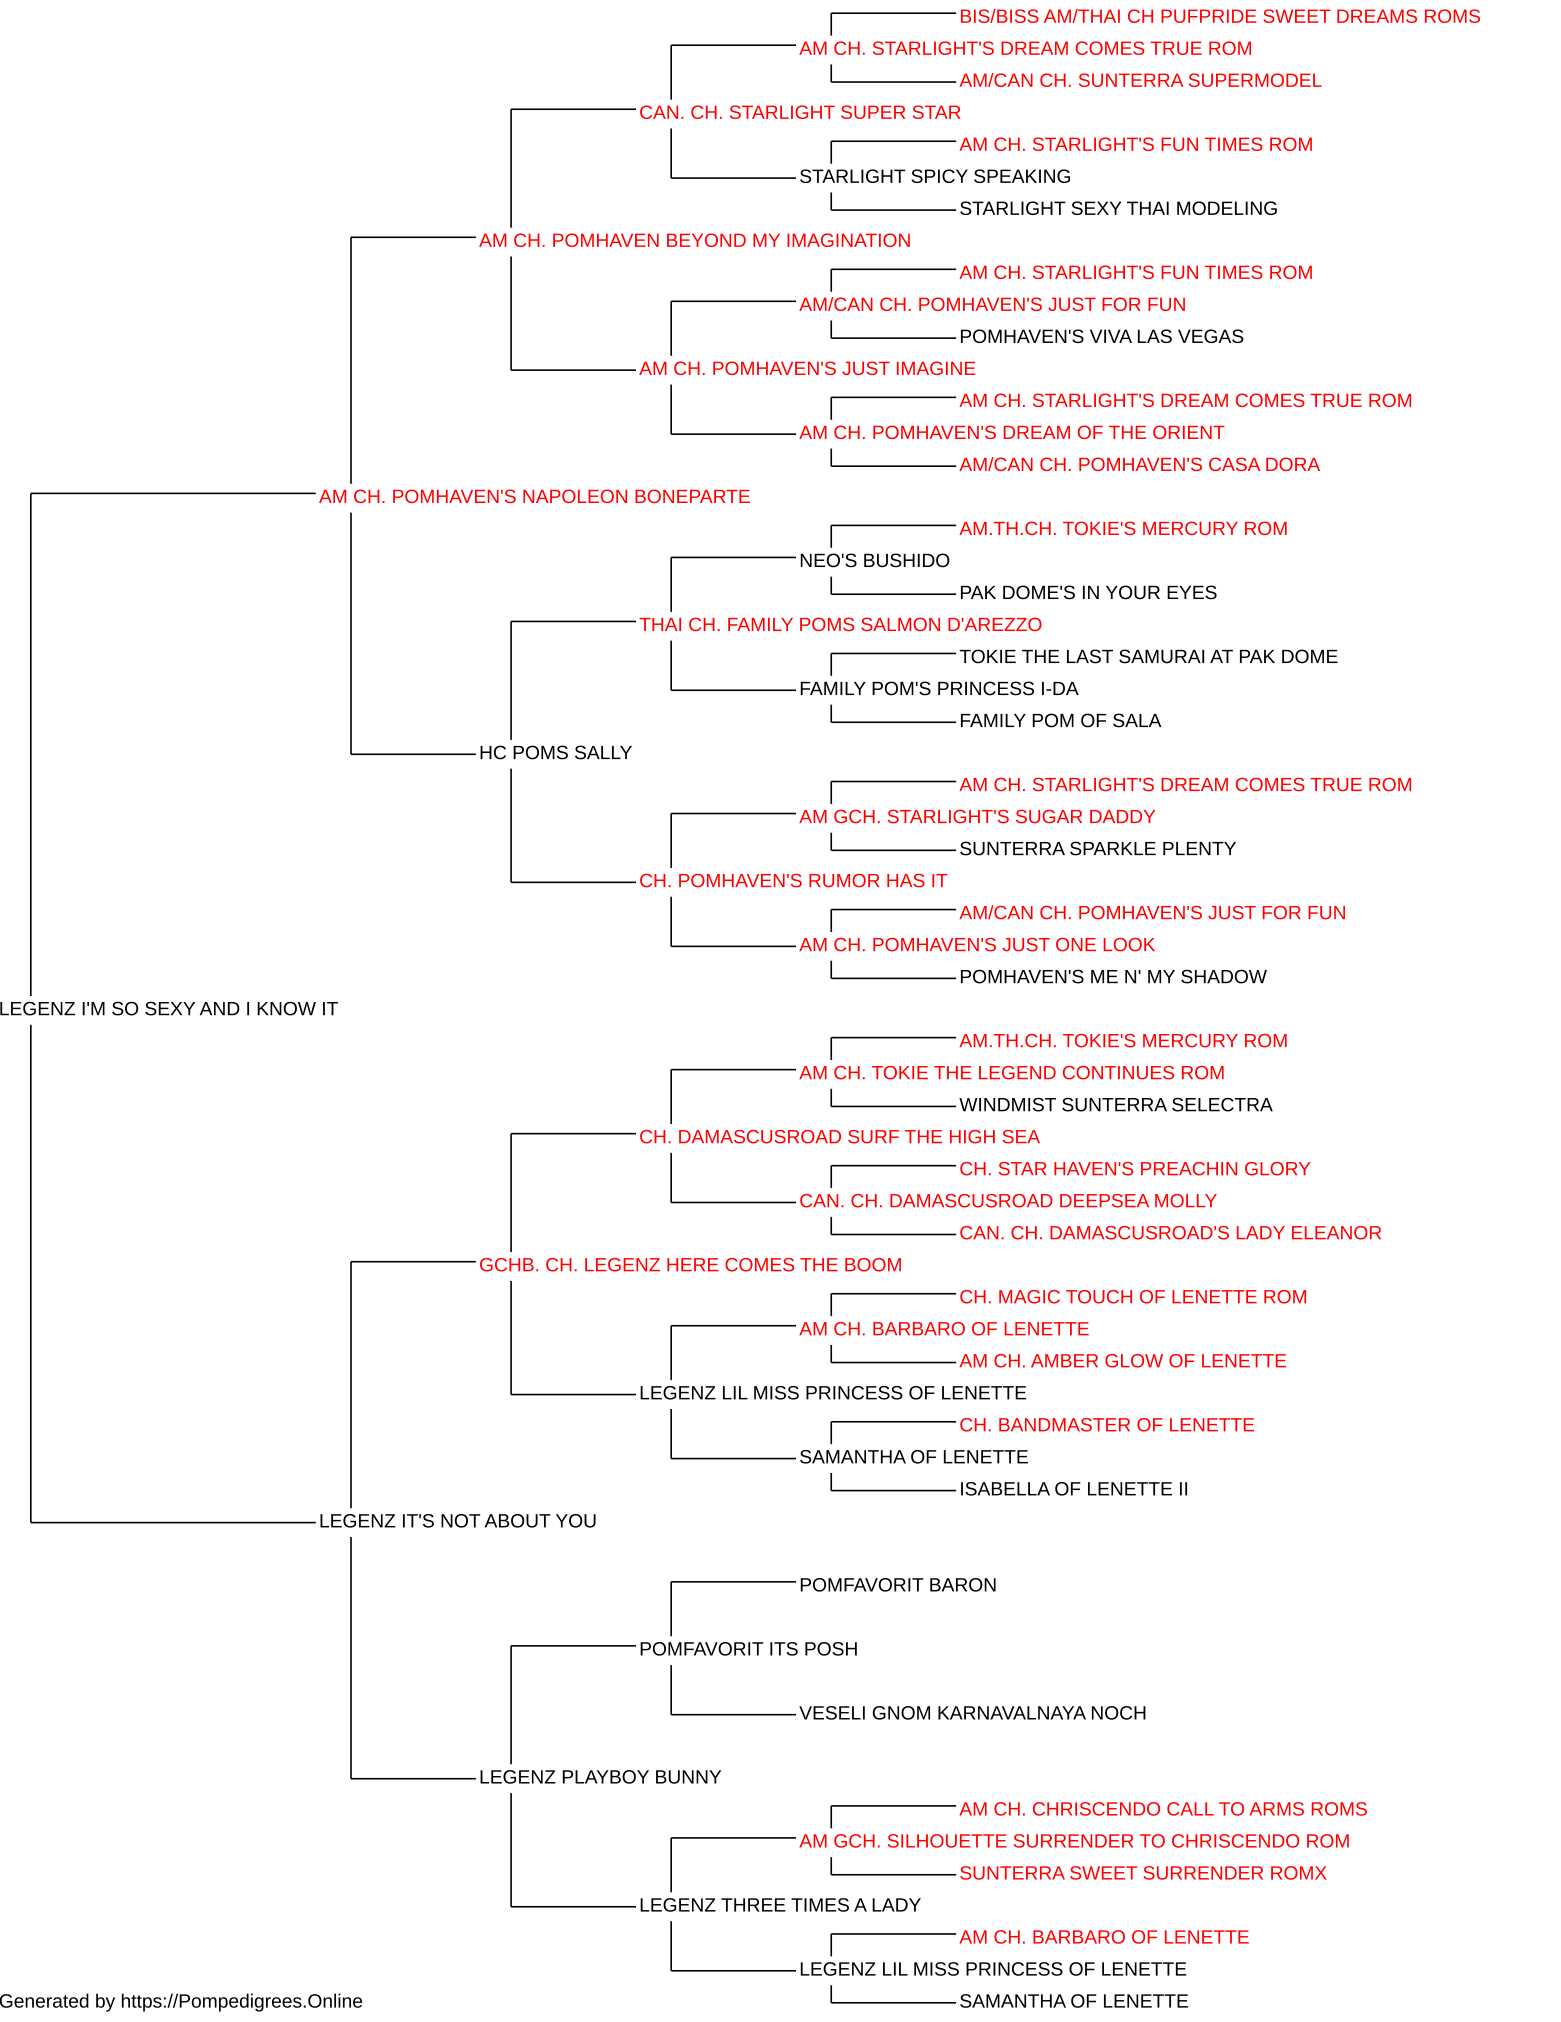 BIS/BISS AM/THAI CH PUFPRIDE SWEET DREAMS ROMS
AM CH. STARLIGHT'S DREAM COMES TRUE ROM
AM/CAN CH. SUNTERRA SUPERMODEL
CAN. CH. STARLIGHT SUPER STAR
AM CH. STARLIGHT'S FUN TIMES ROM
STARLIGHT SPICY SPEAKING
STARLIGHT SEXY THAI MODELING
AM CH. POMHAVEN BEYOND MY IMAGINATION
AM CH. STARLIGHT'S FUN TIMES ROM
AM/CAN CH. POMHAVEN'S JUST FOR FUN
POMHAVEN'S VIVA LAS VEGAS
AM CH. POMHAVEN'S JUST IMAGINE
AM CH. STARLIGHT'S DREAM COMES TRUE ROM
AM CH. POMHAVEN'S DREAM OF THE ORIENT
AM/CAN CH. POMHAVEN'S CASA DORA
AM CH. POMHAVEN'S NAPOLEON BONEPARTE
AM.TH.CH. TOKIE'S MERCURY ROM
NEO'S BUSHIDO
PAK DOME'S IN YOUR EYES
THAI CH. FAMILY POMS SALMON D'AREZZO
TOKIE THE LAST SAMURAI AT PAK DOME
FAMILY POM'S PRINCESS I-DA
FAMILY POM OF SALA
HC POMS SALLY
AM CH. STARLIGHT'S DREAM COMES TRUE ROM
AM GCH. STARLIGHT'S SUGAR DADDY
SUNTERRA SPARKLE PLENTY
CH. POMHAVEN'S RUMOR HAS IT
AM/CAN CH. POMHAVEN'S JUST FOR FUN
AM CH. POMHAVEN'S JUST ONE LOOK
POMHAVEN'S ME N' MY SHADOW
LEGENZ I'M SO SEXY AND I KNOW IT
AM.TH.CH. TOKIE'S MERCURY ROM
AM CH. TOKIE THE LEGEND CONTINUES ROM
WINDMIST SUNTERRA SELECTRA
CH. DAMASCUSROAD SURF THE HIGH SEA
CH. STAR HAVEN'S PREACHIN GLORY
CAN. CH. DAMASCUSROAD DEEPSEA MOLLY
CAN. CH. DAMASCUSROAD'S LADY ELEANOR
GCHB. CH. LEGENZ HERE COMES THE BOOM
CH. MAGIC TOUCH OF LENETTE ROM
AM CH. BARBARO OF LENETTE
AM CH. AMBER GLOW OF LENETTE
LEGENZ LIL MISS PRINCESS OF LENETTE
CH. BANDMASTER OF LENETTE
SAMANTHA OF LENETTE
ISABELLA OF LENETTE II
LEGENZ IT'S NOT ABOUT YOU
POMFAVORIT BARON
POMFAVORIT ITS POSH
VESELI GNOM KARNAVALNAYA NOCH
LEGENZ PLAYBOY BUNNY
AM CH. CHRISCENDO CALL TO ARMS ROMS
AM GCH. SILHOUETTE SURRENDER TO CHRISCENDO ROM
SUNTERRA SWEET SURRENDER ROMX
LEGENZ THREE TIMES A LADY
AM CH. BARBARO OF LENETTE
LEGENZ LIL MISS PRINCESS OF LENETTE
SAMANTHA OF LENETTE
Generated by https://Pompedigrees.Online